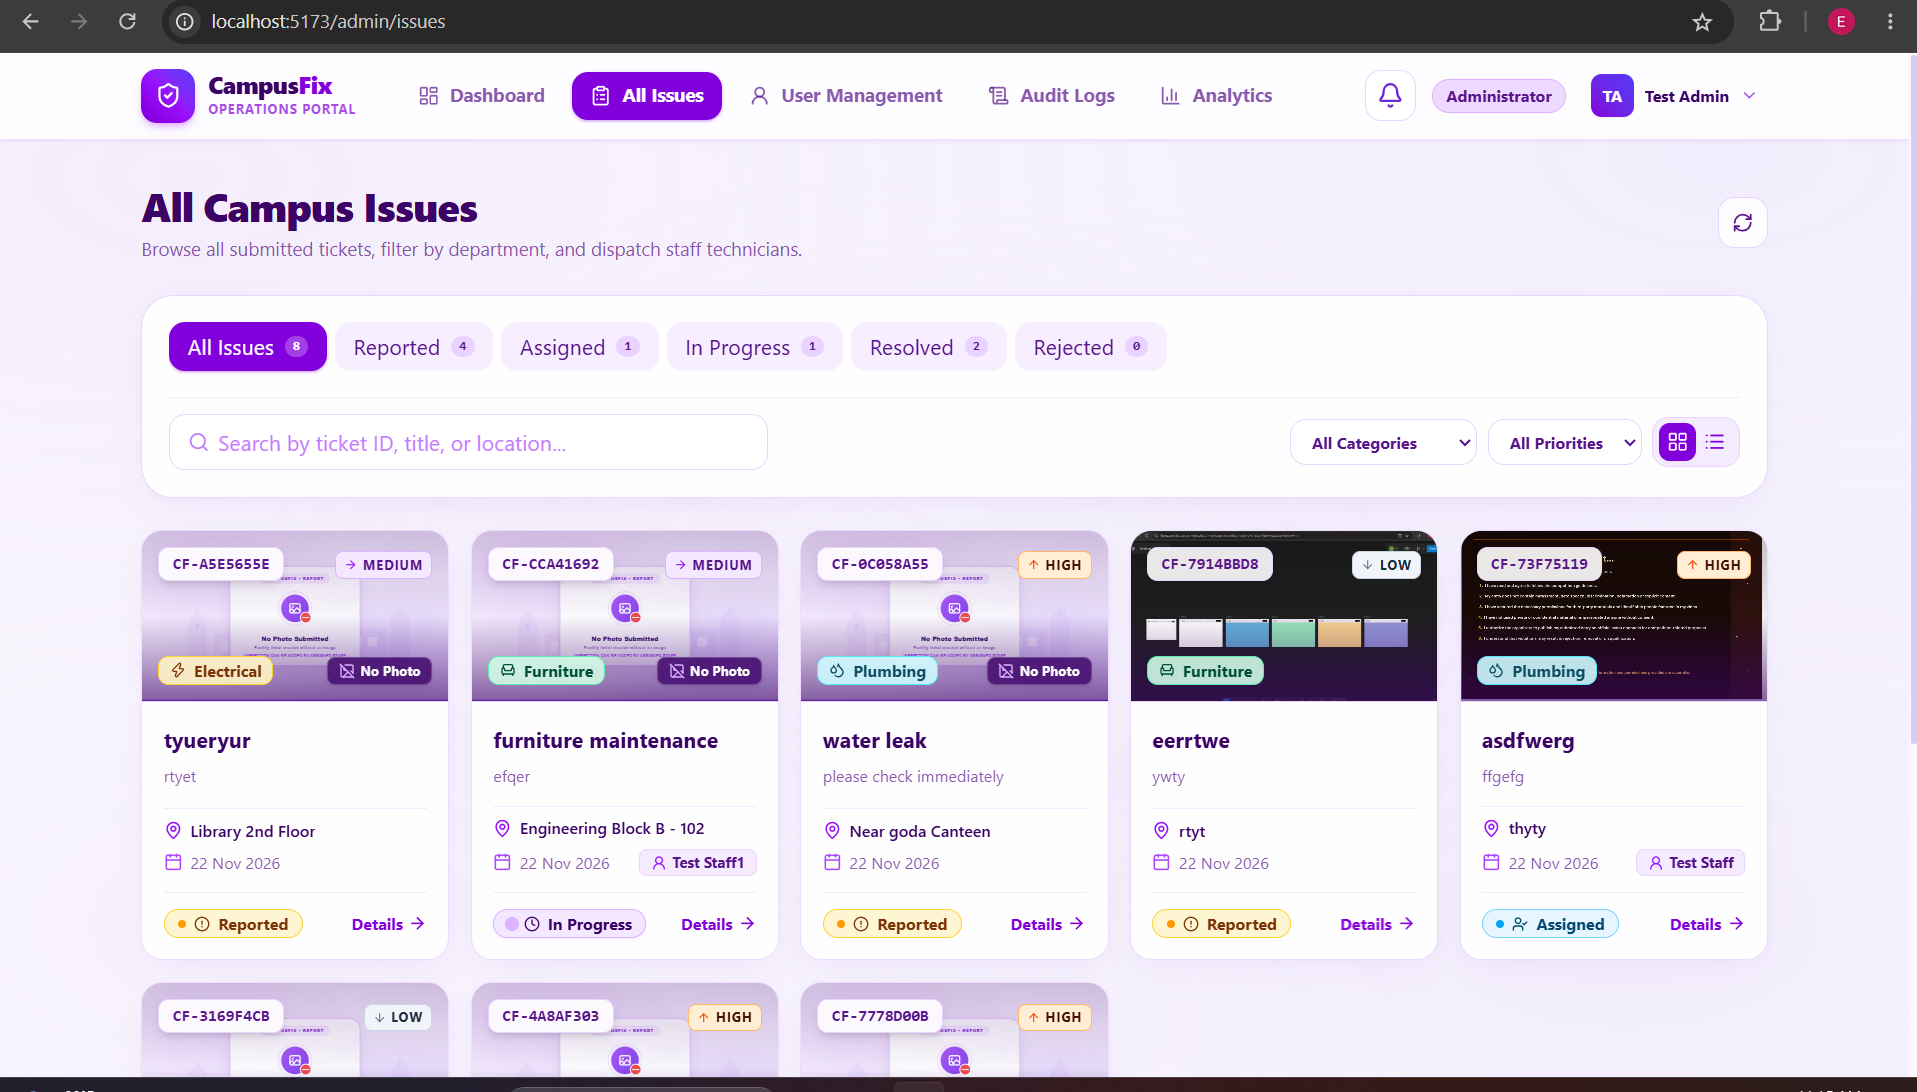 localhost:5173/admin/issues
E
CampusFix
OPERATIONS PORTAL
Dashboard
All Issues
User Management
Audit Logs
Analytics
Administrator
TA
Test Admin
All Campus Issues
Browse all submitted tickets, filter by department, and dispatch staff technicians.
All Issues 8
Reported 4
Assigned 1
In Progress 1
Resolved 2
Rejected 0
Search by ticket ID, title, or location...
All Categories
All Priorities
CF-A5E5655E
MEDIUM
No Photo Submitted
Electrical
No Photo
tyueryur
rtyet
Library 2nd Floor
22 Nov 2026
Reported
Details
CF-CCA41692
MEDIUM
No Photo Submitted
Furniture
No Photo
furniture maintenance
efqer
Engineering Block B - 102
22 Nov 2026
Test Staff1
In Progress
Details
CF-0C058A55
HIGH
No Photo Submitted
Plumbing
No Photo
water leak
please check immediately
Near goda Canteen
22 Nov 2026
Reported
Details
CF-7914BBD8
LOW
Furniture
eerrtwe
ywty
rtyt
22 Nov 2026
Reported
Details
CF-73F75119
HIGH
Plumbing
asdfwerg
ffgefg
thyty
22 Nov 2026
Test Staff
Assigned
Details
CF-3169F4CB
LOW
CF-4A8AF303
HIGH
CF-7778D00B
HIGH